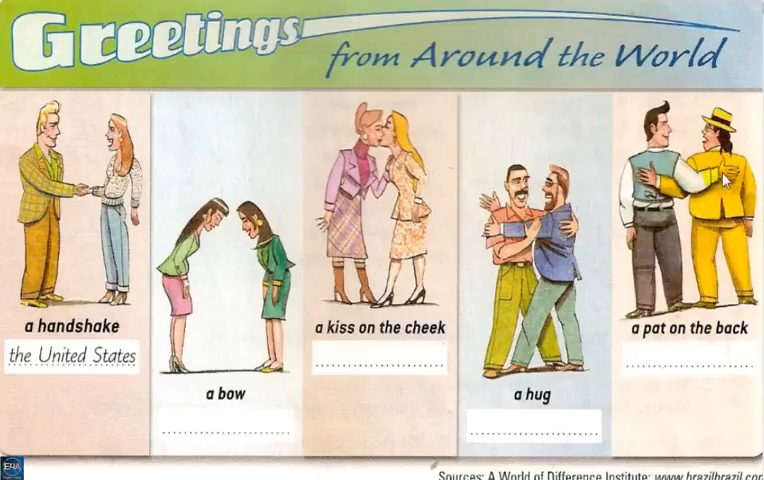 Greetings
from Around the World
a handshake
the United States
a bow
a kiss on the cheek
a hug
a pat on the back
E4A
Sources: A World of Difference Institute; www.brazilbrazil.com